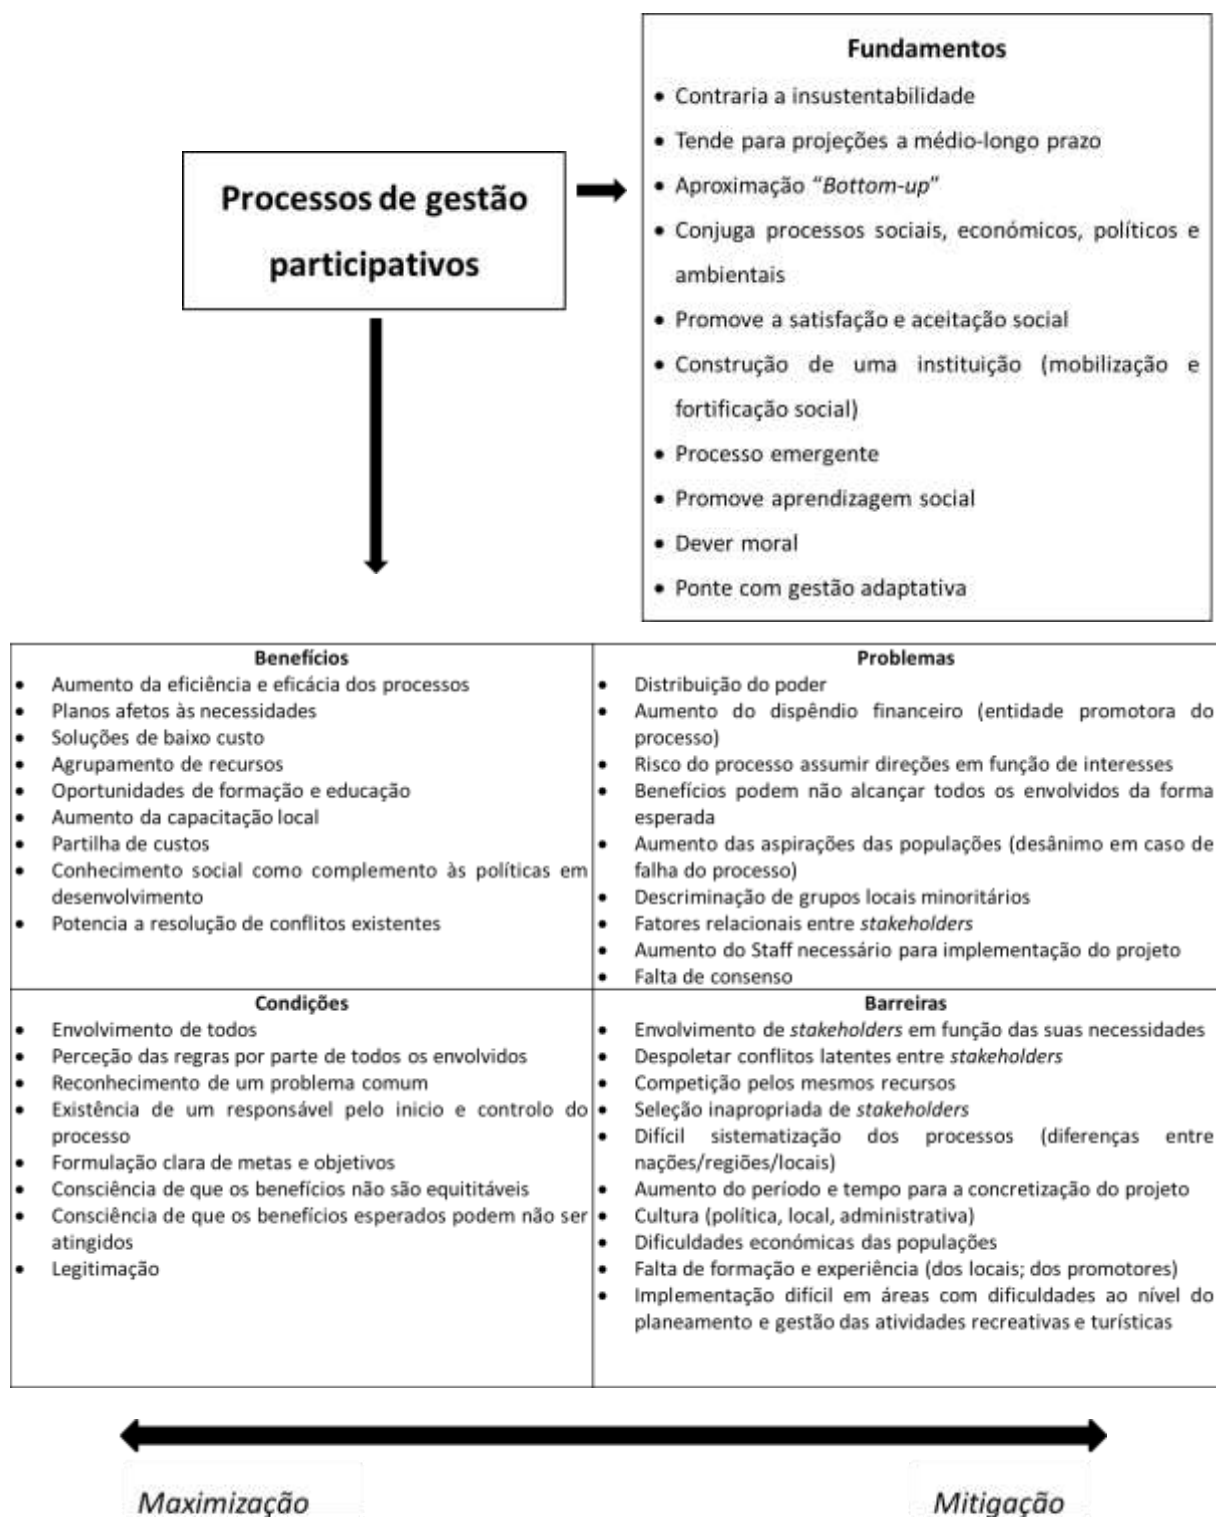 Processos de gestão
participativos
Fundamentos
• Contraria a insustentabilidade
• Tende para projeções a médio-longo prazo
• Aproximação “Bottom-up”
• Conjuga processos sociais, económicos, políticos e
ambientais
• Promove a satisfação e aceitação social
• Construção de uma instituição (mobilização e
fortificação social)
• Processo emergente
• Promove aprendizagem social
• Dever moral
• Ponte com gestão adaptativa
Benefícios
• Aumento da eficiência e eficácia dos processos
• Planos afetos às necessidades
• Soluções de baixo custo
• Agrupamento de recursos
• Oportunidades de formação e educação
• Aumento da capacitação local
• Partilha de custos
• Conhecimento social como complemento às políticas em
desenvolvimento
• Potencia a resolução de conflitos existentes
Problemas
• Distribuição do poder
• Aumento do dispêndio financeiro (entidade promotora do
processo)
• Risco do processo assumir direções em função de interesses
• Benefícios podem não alcançar todos os envolvidos da forma
esperada
• Aumento das aspirações das populações (desânimo em caso de
falha do processo)
• Descriminação de grupos locais minoritários
• Fatores relacionais entre stakeholders
• Aumento do Staff necessário para implementação do projeto
• Falta de consenso
Condições
• Envolvimento de todos
• Perceção das regras por parte de todos os envolvidos
• Reconhecimento de um problema comum
• Existência de um responsável pelo inicio e controlo do
processo
• Formulação clara de metas e objetivos
• Consciência de que os benefícios não são equititáveis
• Consciência de que os benefícios esperados podem não ser
atingidos
• Legitimação
Barreiras
• Envolvimento de stakeholders em função das suas necessidades
• Despoletar conflitos latentes entre stakeholders
• Competição pelos mesmos recursos
• Seleção inapropriada de stakeholders
• Difícil sistematização dos processos (diferenças entre
nações/regiões/locais)
• Aumento do período e tempo para a concretização do projeto
• Cultura (política, local, administrativa)
• Dificuldades económicas das populações
• Falta de formação e experiência (dos locais; dos promotores)
• Implementação difícil em áreas com dificuldades ao nível do
planeamento e gestão das atividades recreativas e turísticas
Maximização
Mitigação